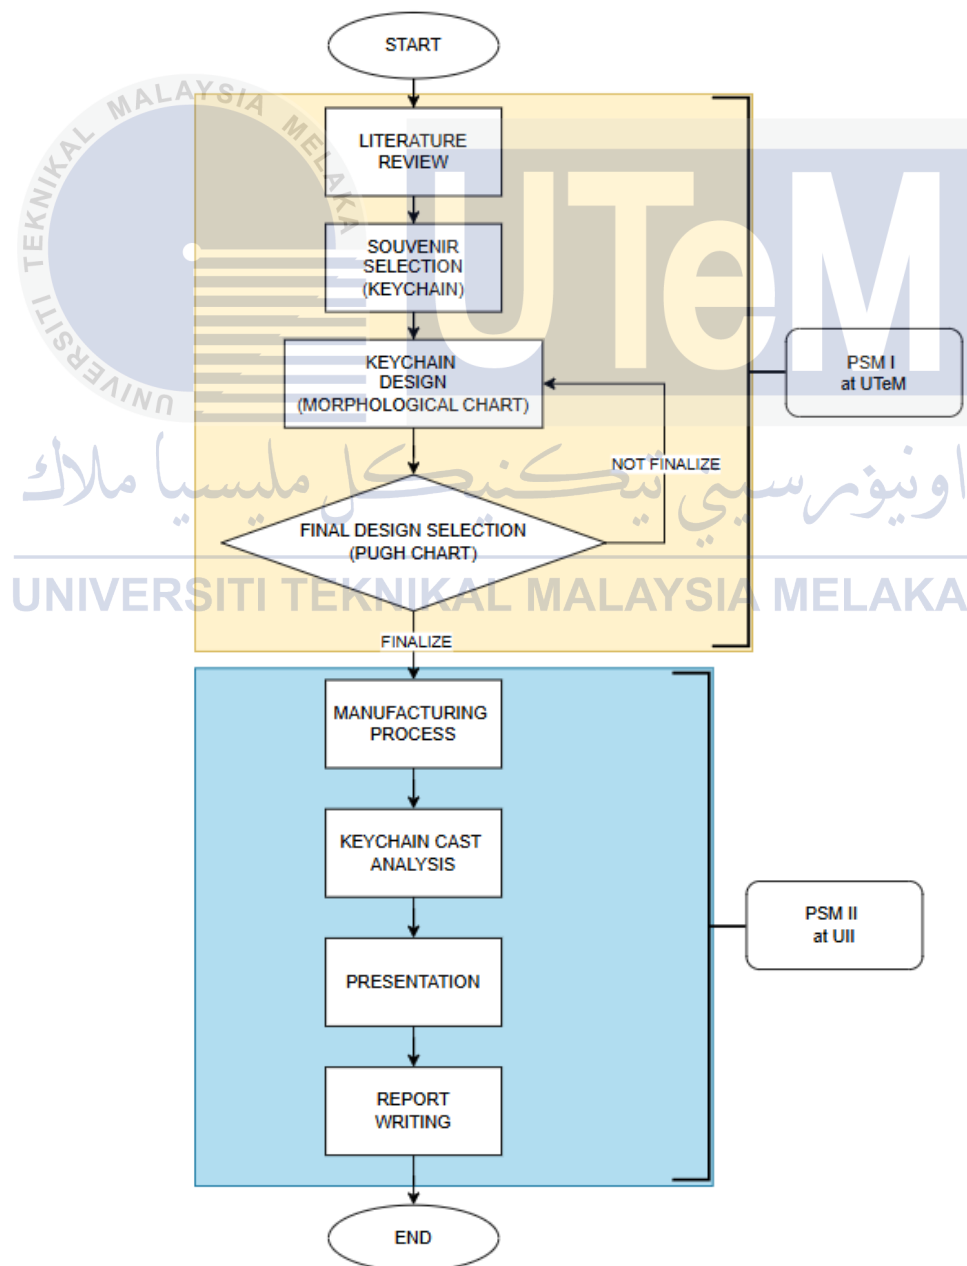 START
UNIVERSITI TEKNIKAL MALAYSIA MELAKA
UTeM
LITERATURE
REVIEW
SOUVENIR
SELECTION
(KEYCHAIN)
KEYCHAIN
DESIGN
(MORPHOLOGICAL CHART)
PSM I
at UTeM
NOT FINALIZE
اونيۏرسيتي تيكنيكل مليسيا ملاك
FINAL DESIGN SELECTION
(PUGH CHART)
UNIVERSITI TEKNIKAL MALAYSIA MELAKA
FINALIZE
MANUFACTURING
PROCESS
KEYCHAIN CAST
ANALYSIS
PSM II
at UII
PRESENTATION
REPORT
WRITING
END